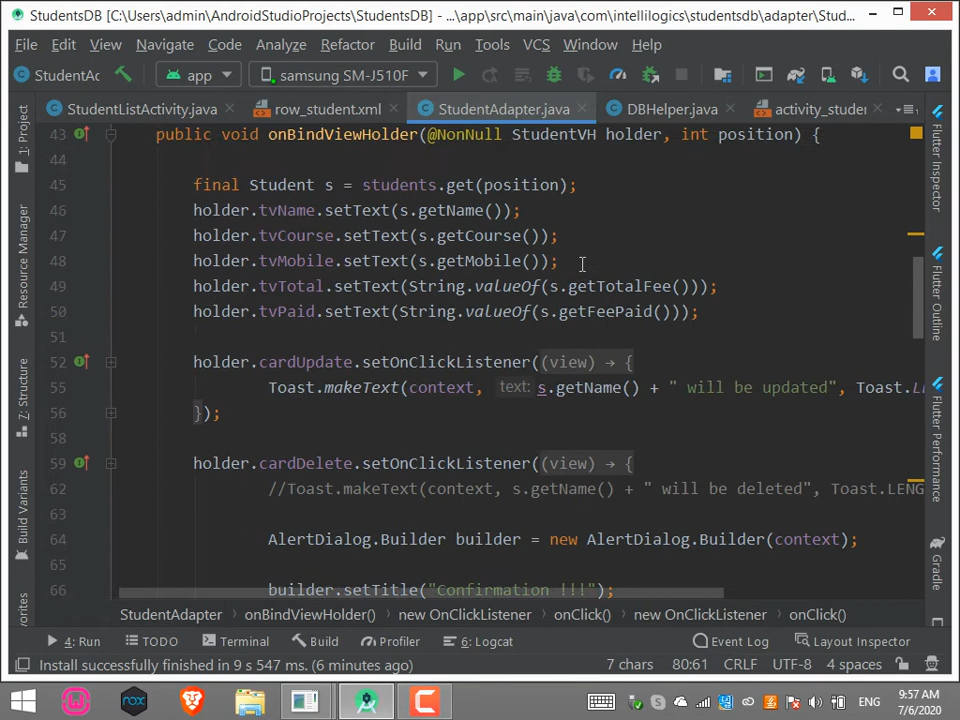 StudentsDB [C:\Users\admin\AndroidStudioProjects\StudentsDB] - ...\app\src\main\java\com\intellilogics\studentsdb\adapter\Stud...
File Edit View Navigate Code Analyze Refactor Build Run Tools VCS Window Help
StudentAc app samsung SM-J510F
StudentListActivity.java row_student.xml StudentAdapter.java DBHelper.java activity_stude
1: Project
Resource Manager
7: Structure
Build Variants
vorites
43 public void onBindViewHolder(@NonNull StudentVH holder, int position) {
44
45 final Student s = students.get(position);
46 holder.tvName.setText(s.getName());
47 holder.tvCourse.setText(s.getCourse());
48 holder.tvMobile.setText(s.getMobile());
49 holder.tvTotal.setText(String.valueOf(s.getTotalFee()));
50 holder.tvPaid.setText(String.valueOf(s.getFeePaid()));
51
52 holder.cardUpdate.setOnClickListener((view) → {
55 Toast.makeText(context, text: s.getName() + " will be updated", Toast.LE
56 });
58
59 holder.cardDelete.setOnClickListener((view) → {
62 //Toast.makeText(context, s.getName() + " will be deleted", Toast.LENG
63
64 AlertDialog.Builder builder = new AlertDialog.Builder(context);
65
66 builder.setTitle("Confirmation !!!");
Flutter Inspector
Flutter Outline
Flutter Performance
Gradle
StudentAdapter onBindViewHolder() new OnClickListener onClick() new OnClickListener onClick()
4: Run TODO Terminal Build Profiler 6: Logcat Event Log Layout Inspector
Install successfully finished in 9 s 547 ms. (6 minutes ago) 7 chars 80:61 CRLF UTF-8 4 spaces
nox ENG 9:57 AM
7/6/2020